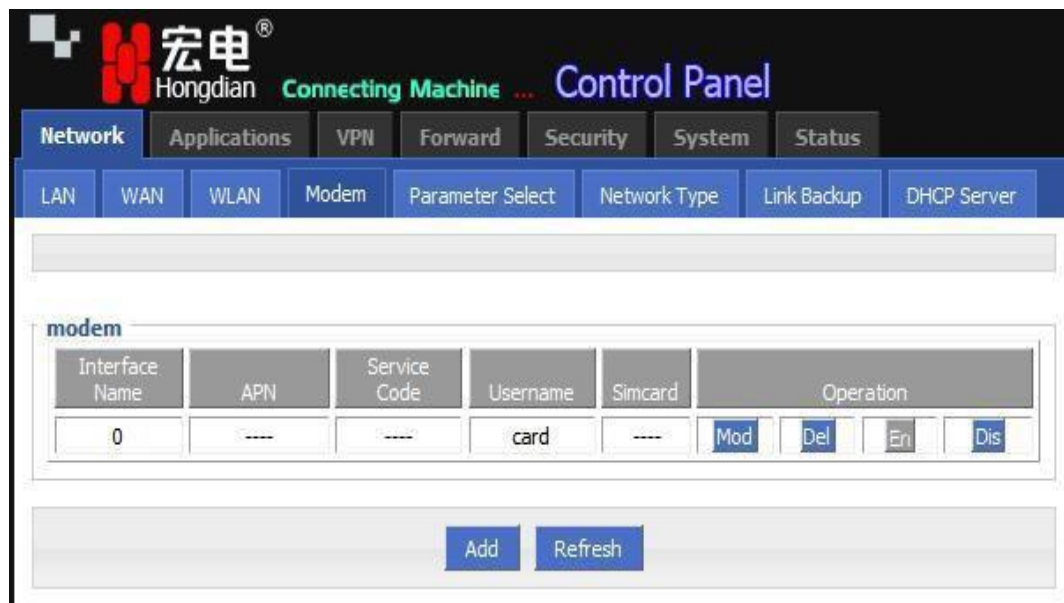 宏电®
Hongdian Connecting Machine ... Control Panel
Network Applications VPN Forward Security System Status
LAN WAN WLAN Modem Parameter Select Network Type Link Backup DHCP Server
modem
Interface Name APN Service Code Username Simcard Operation
0 ---- ---- card ---- Mod Del En Dis
Add Refresh